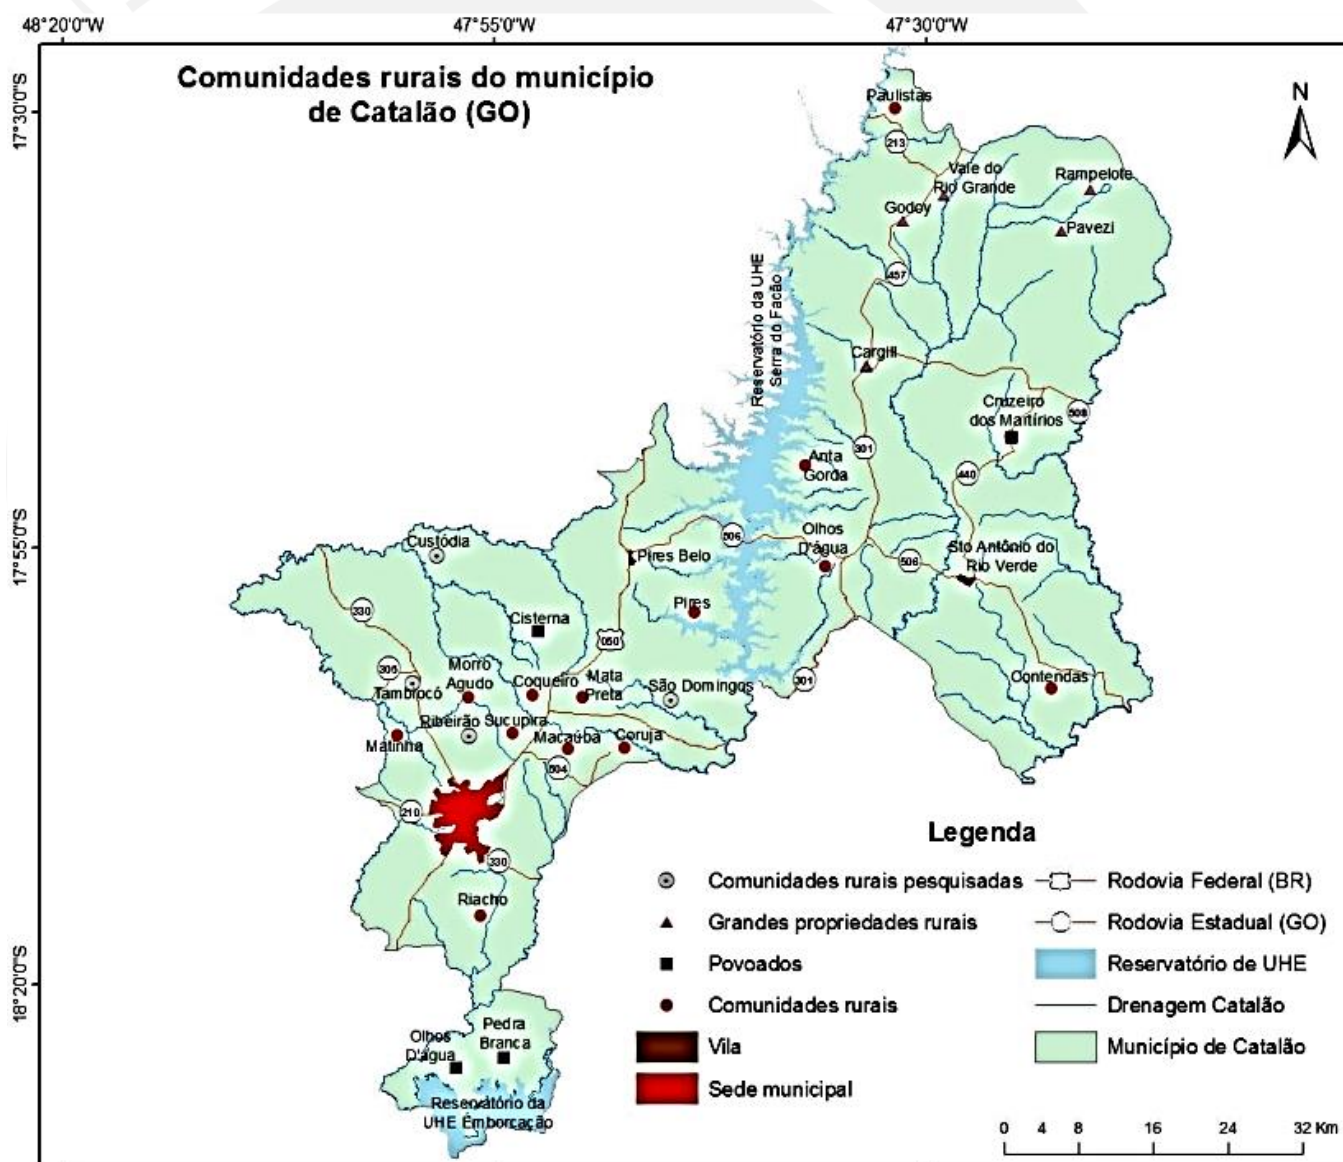 48°20'0"W
47°55'0"W
47°30'0"W
Comunidades rurais do município
de Catalão (GO)
17°30'0"S
17°55'0"S
18°20'0"S
N
Paulistas
213
Vale do
Rio Grande
Rampelote
Godoy
Pavezi
457
Reservatório da UHE
Serra do Facão
Cargill
Cruzeiro
dos Martírios
508
301
440
Anta
Gorda
Olhos
D'água
506
506
Sto Antônio do
Rio Verde
Pires Belo
Custódia
330
Pires
Cisterna
050
305
Tambrocó
Morro
Agudo
Coqueiro
Mata
Preta
São Domingos
301
Contendas
Ribeirão
Sucupira
Matinha
Macaúba
Coruja
504
210
330
Riacho
Olhos
D'água
Pedra
Branca
Reservatório da
UHE Emborcação
Legenda
Comunidades rurais pesquisadas
Grandes propriedades rurais
Povoados
Comunidades rurais
Vila
Sede municipal
Rodovia Federal (BR)
Rodovia Estadual (GO)
Reservatório de UHE
Drenagem Catalão
Município de Catalão
0 4 8 16 24 32 Km